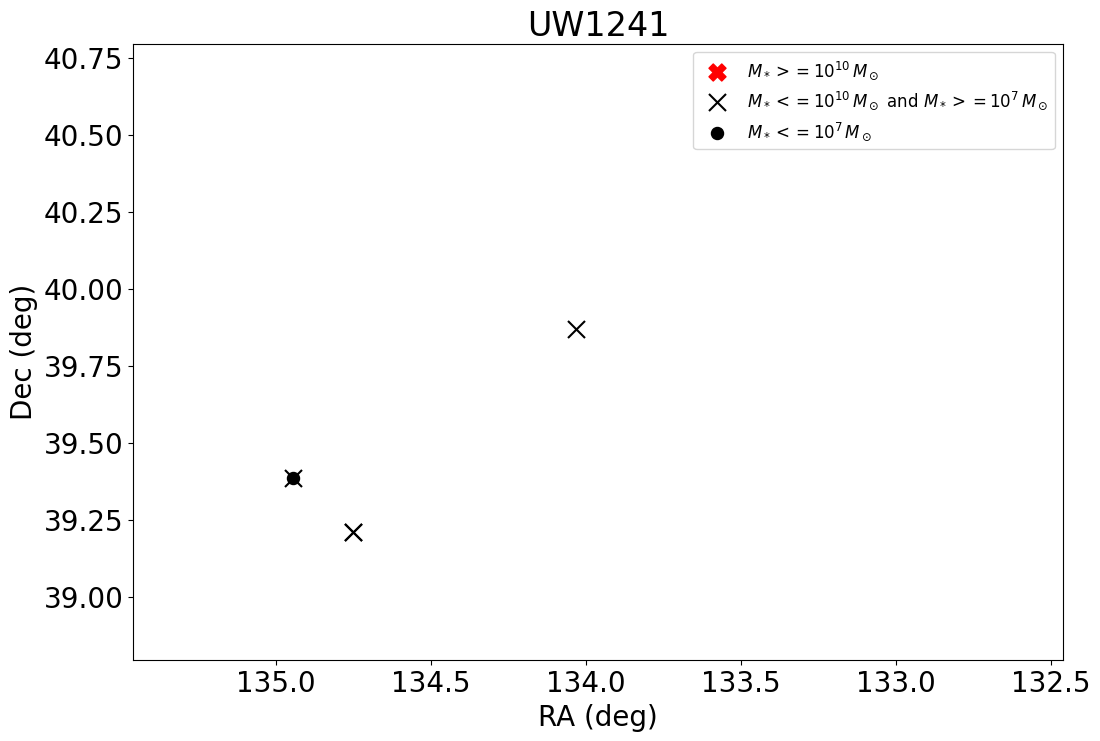 UW1241
M* >= 10^10 M⊙
M* <= 10^10 M⊙ and M* >= 10^7 M⊙
M* <= 10^7 M⊙
40.75
40.50
40.25
40.00
39.75
39.50
39.25
39.00
Dec (deg)
135.0 134.5 134.0 133.5 133.0 132.5
RA (deg)